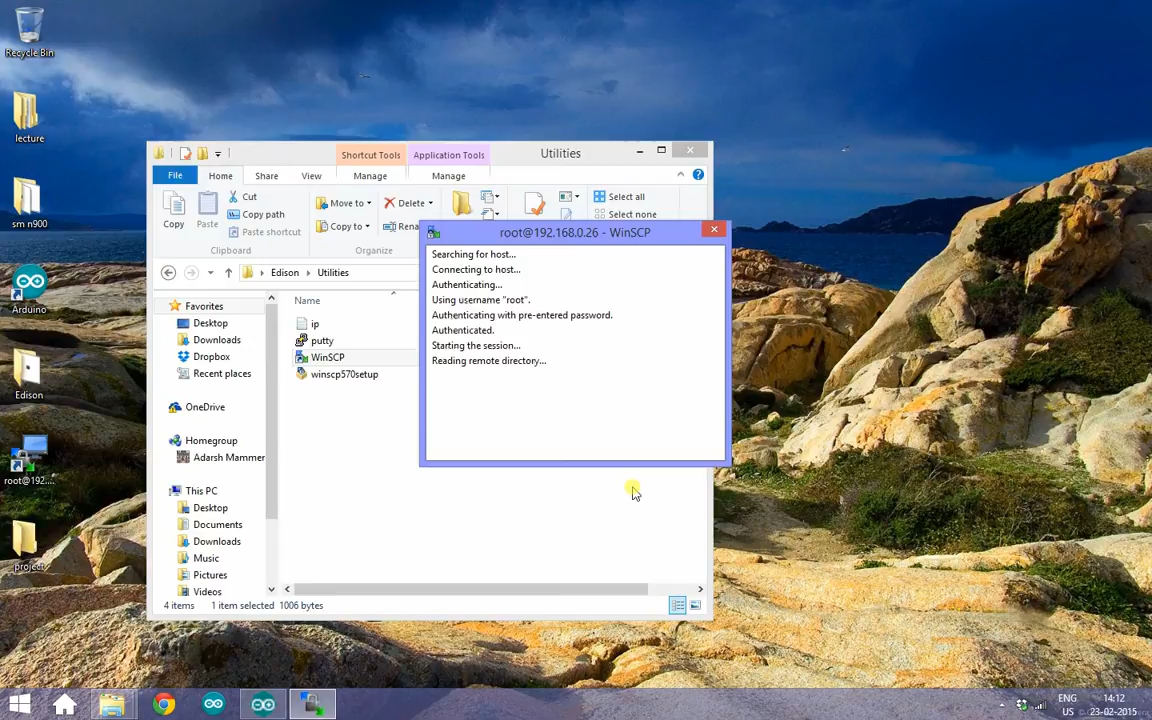 Recycle Bin
lecture
sm n900
Arduino
Edison
root@192....
project
Shortcut Tools
Application Tools
Utilities
File
Home
Share
View
Manage
Manage
Copy
Paste
Cut
Copy path
Paste shortcut
Clipboard
Move to
Copy to
Delete
Rena
Organize
Select all
Select none
Edison
Utilities
Favorites
Desktop
Downloads
Dropbox
Recent places
OneDrive
Homegroup
Adarsh Mammen
This PC
Desktop
Documents
Downloads
Music
Pictures
Videos
Name
ip
putty
WinSCP
winscp570setup
4 items
1 item selected 1006 bytes
root@192.168.0.26 - WinSCP
Searching for host...
Connecting to host...
Authenticating...
Using username "root".
Authenticating with pre-entered password.
Authenticated.
Starting the session...
Reading remote directory...
ENG
US
14:12
23-02-2015